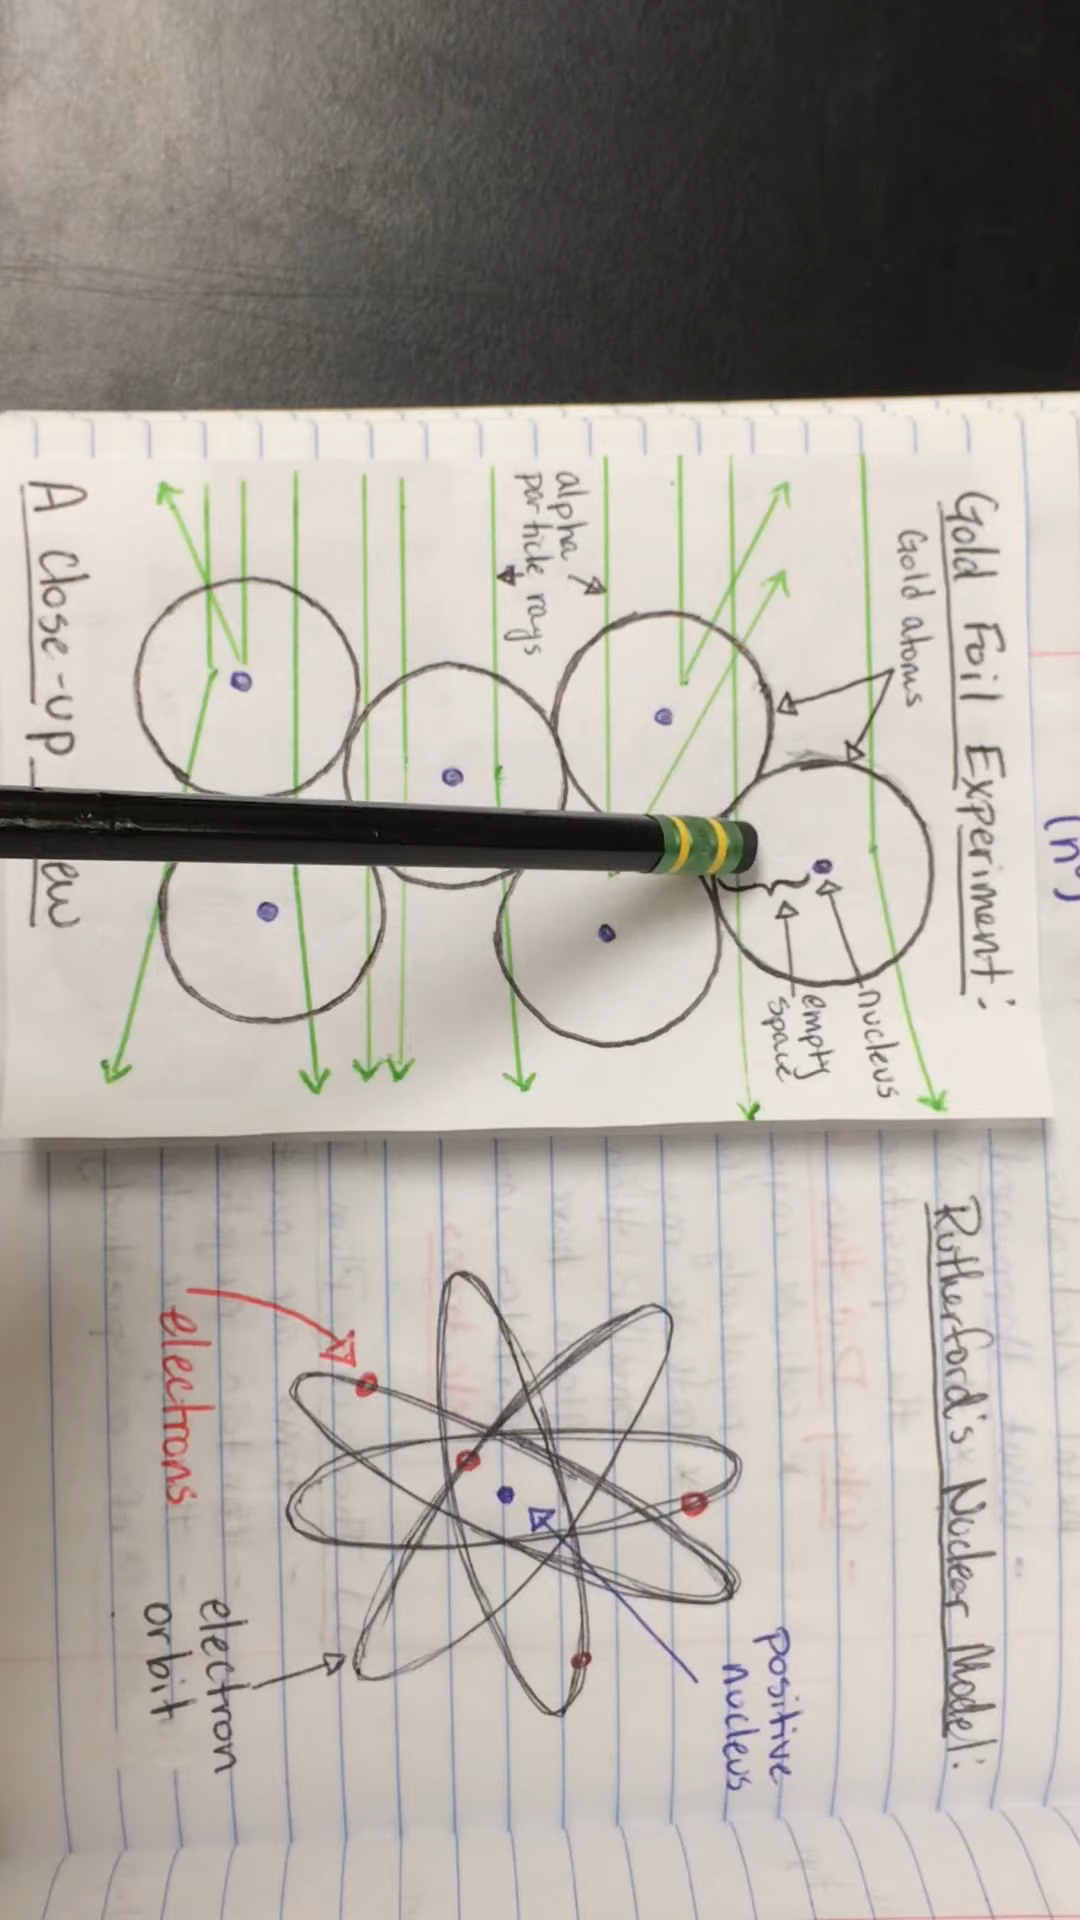 Gold Foil Experiment:
Gold atoms
alpha
particle rays
nucleus
empty
space
A Close-up
ew
Rutherford's Nuclear Model:
positive
nucleus
electrons
electron
orbit